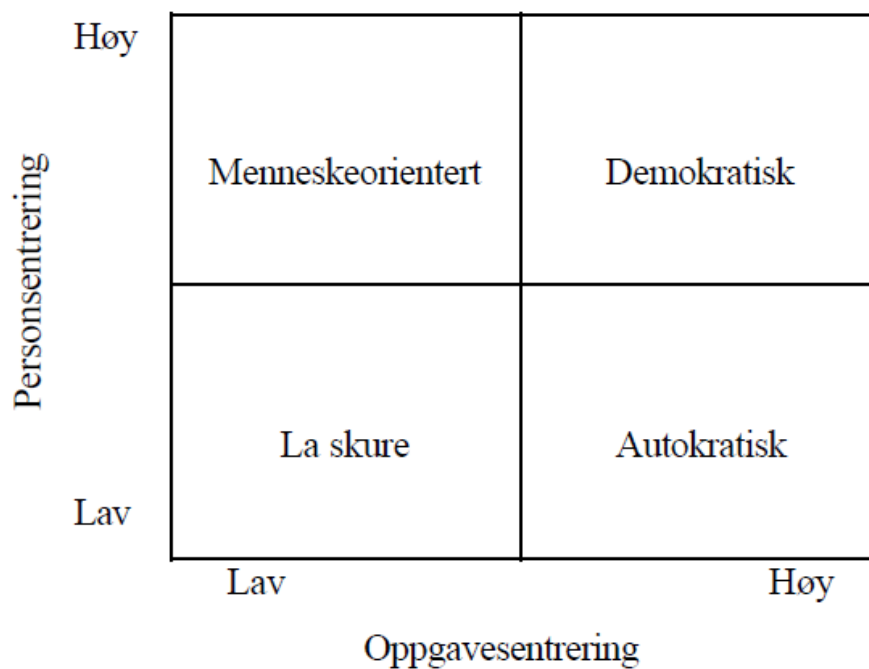 Høy
Personsentrering
Menneskeorientert
Demokratisk
La skure
Autokratisk
Lav
Lav
Høy
Oppgavesentrering